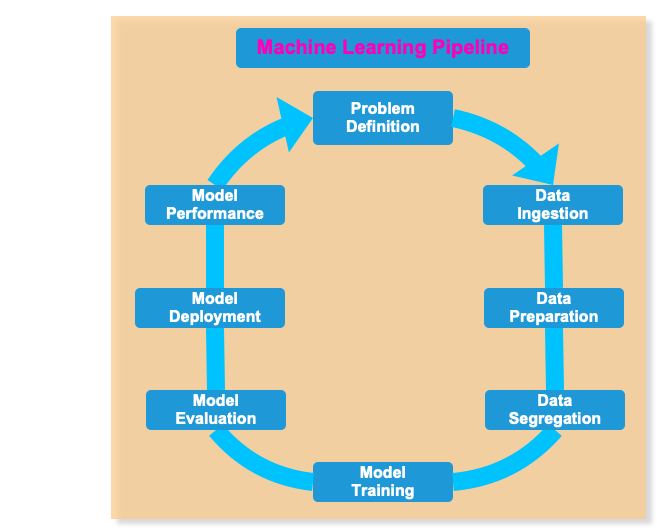 Machine Learning Pipeline
Problem
Definition
Data
Ingestion
Data
Preparation
Data
Segregation
Model
Training
Model
Evaluation
Model
Deployment
Model
Performance